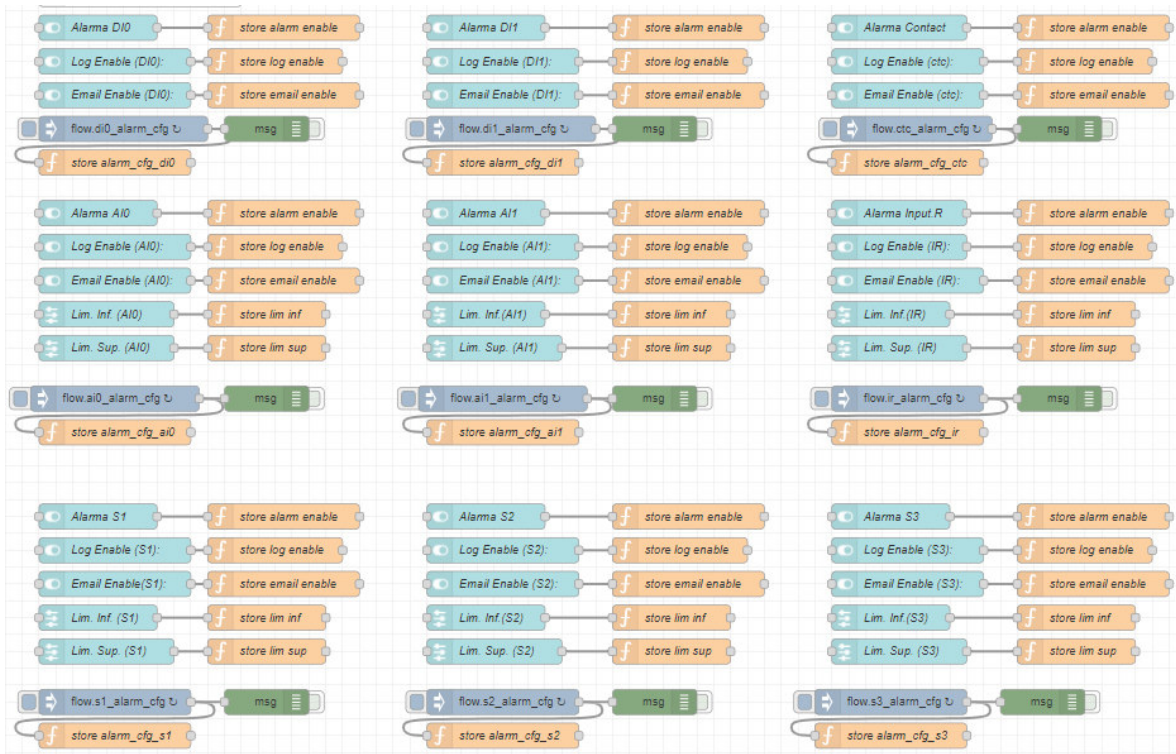 Alarma DI0 store alarm enable Alarma DI1 store alarm enable Alarma Contact store alarm enable
Log Enable (DI0): store log enable Log Enable (DI1): store log enable Log Enable (ctc): store log enable
Email Enable (DI0): store email enable Email Enable (DI1): store email enable Email Enable (ctc): store email enable
flow.di0_alarm_cfg ↻ msg flow.di1_alarm_cfg ↻ msg flow.ctc_alarm_cfg ↻ msg
store alarm_cfg_di0 store alarm_cfg_di1 store alarm_cfg_ctc
Alarma AI0 store alarm enable Alarma AI1 store alarm enable Alarma Input.R store alarm enable
Log Enable (AI0): store log enable Log Enable (AI1): store log enable Log Enable (IR): store log enable
Email Enable (AI0): store email enable Email Enable (AI1): store email enable Email Enable (IR): store email enable
Lim. Inf. (AI0) store lim inf Lim. Inf.(AI1) store lim inf Lim. Inf.(IR) store lim inf
Lim. Sup. (AI0) store lim sup Lim. Sup. (AI1) store lim sup Lim. Sup. (IR) store lim sup
flow.ai0_alarm_cfg ↻ msg flow.ai1_alarm_cfg ↻ msg flow.ir_alarm_cfg ↻ msg
store alarm_cfg_ai0 store alarm_cfg_ai1 store alarm_cfg_ir
Alarma S1 store alarm enable Alarma S2 store alarm enable Alarma S3 store alarm enable
Log Enable (S1): store log enable Log Enable (S2): store log enable Log Enable (S3): store log enable
Email Enable(S1): store email enable Email Enable (S2): store email enable Email Enable (S3): store email enable
Lim. Inf. (S1) store lim inf Lim. Inf.(S2) store lim inf Lim. Inf.(S3) store lim inf
Lim. Sup. (S1) store lim sup Lim. Sup. (S2) store lim sup Lim. Sup. (S3) store lim sup
flow.s1_alarm_cfg ↻ msg flow.s2_alarm_cfg ↻ msg flow.s3_alarm_cfg ↻ msg
store alarm_cfg_s1 store alarm_cfg_s2 store alarm_cfg_s3